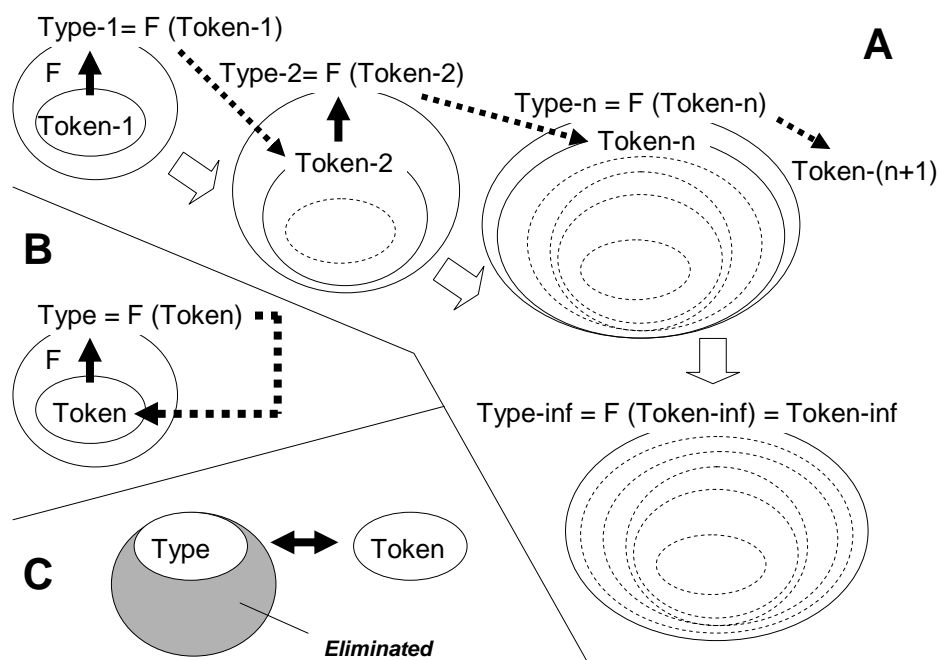 Type-1= F (Token-1)
A
F
Token-1
Type-2= F (Token-2)
Token-2
Type-n = F (Token-n)
Token-n
Token-(n+1)
B
Type = F (Token)
F
Token
Type-inf = F (Token-inf) = Token-inf
C
Type
Token
Eliminated